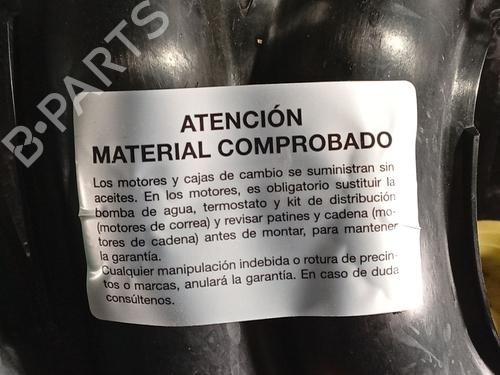 B-PARTS
ATENCIÓN
MATERIAL COMPROBADO
Los motores y cajas de cambio se suministran sin
aceites. En los motores, es obligatorio sustituir la
bomba de agua, termostato y kit de distribución
(motores de correa) y revisar patines y cadena (mo-
tores de cadena) antes de montar, para mantener
la garantía.
Cualquier manipulación indebida o rotura de precin-
tos o marcas, anulará la garantía. En caso de duda
consúltenos.